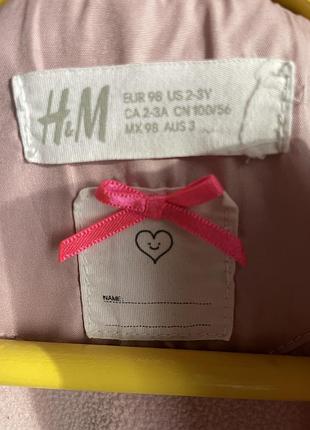 H&M
EUR 98 US 2-3Y
CA 2-3A CN 100/56
MX 98 AUS 3
NAME: